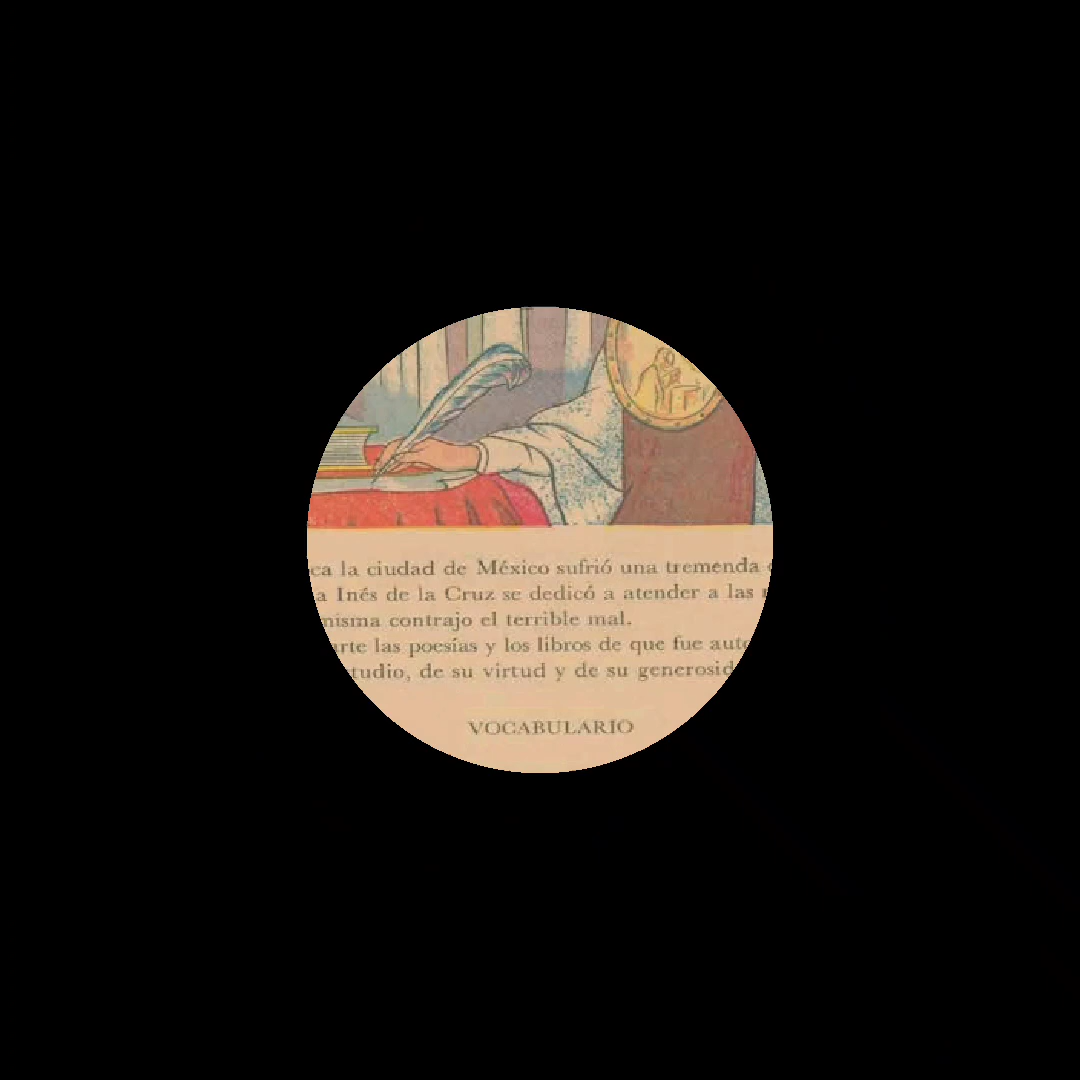 la ciudad de México sufrió una tremenda
a Inés de la Cruz se dedicó a atender a las
misma contrajo el terrible mal.
las poesías y los libros de que fue
de su virtud y de su
VOCABULARIO